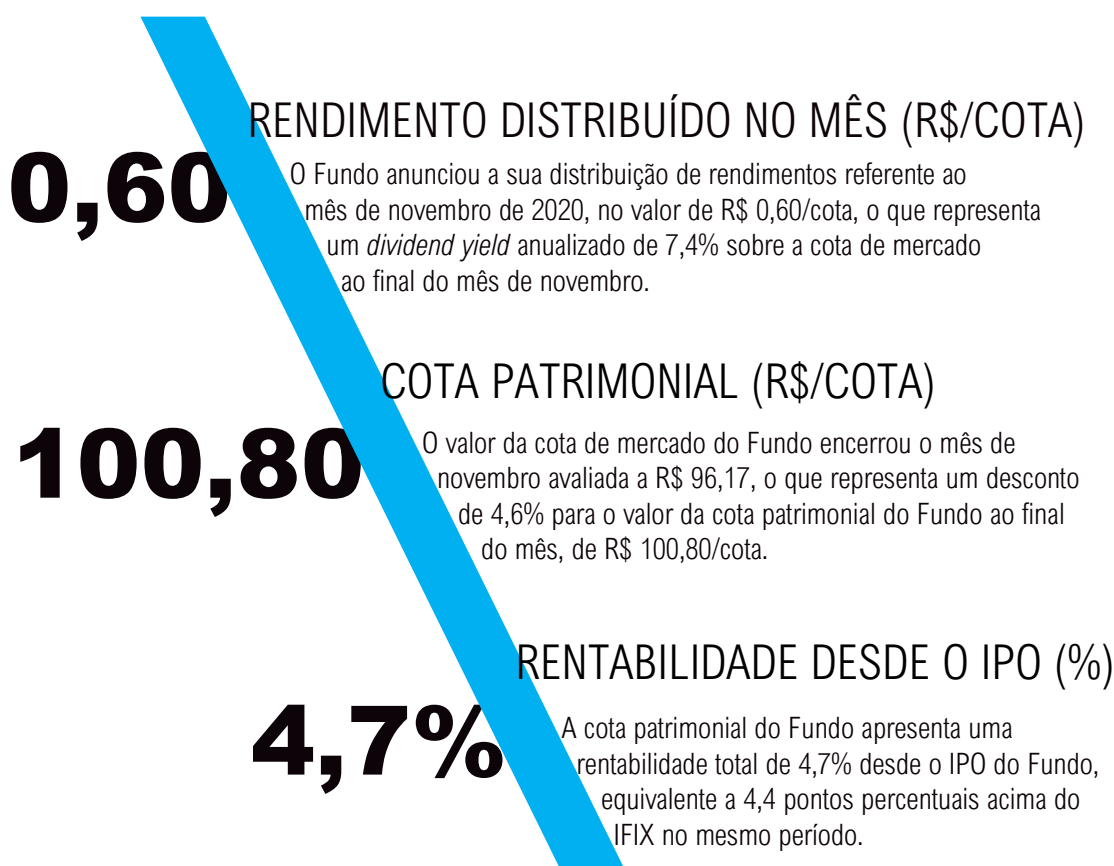 RENDIMENTO DISTRIBUÍDO NO MÊS (R$/COTA)
0,60
O Fundo anunciou a sua distribuição de rendimentos referente ao
mês de novembro de 2020, no valor de R$ 0,60/cota, o que representa
um dividend yield anualizado de 7,4% sobre a cota de mercado
ao final do mês de novembro.
COTA PATRIMONIAL (R$/COTA)
100,80
O valor da cota de mercado do Fundo encerrou o mês de
novembro avaliada a R$ 96,17, o que representa um desconto
de 4,6% para o valor da cota patrimonial do Fundo ao final
do mês, de R$ 100,80/cota.
RENTABILIDADE DESDE O IPO (%)
4,7%
A cota patrimonial do Fundo apresenta uma
rentabilidade total de 4,7% desde o IPO do Fundo,
equivalente a 4,4 pontos percentuais acima do
IFIX no mesmo período.